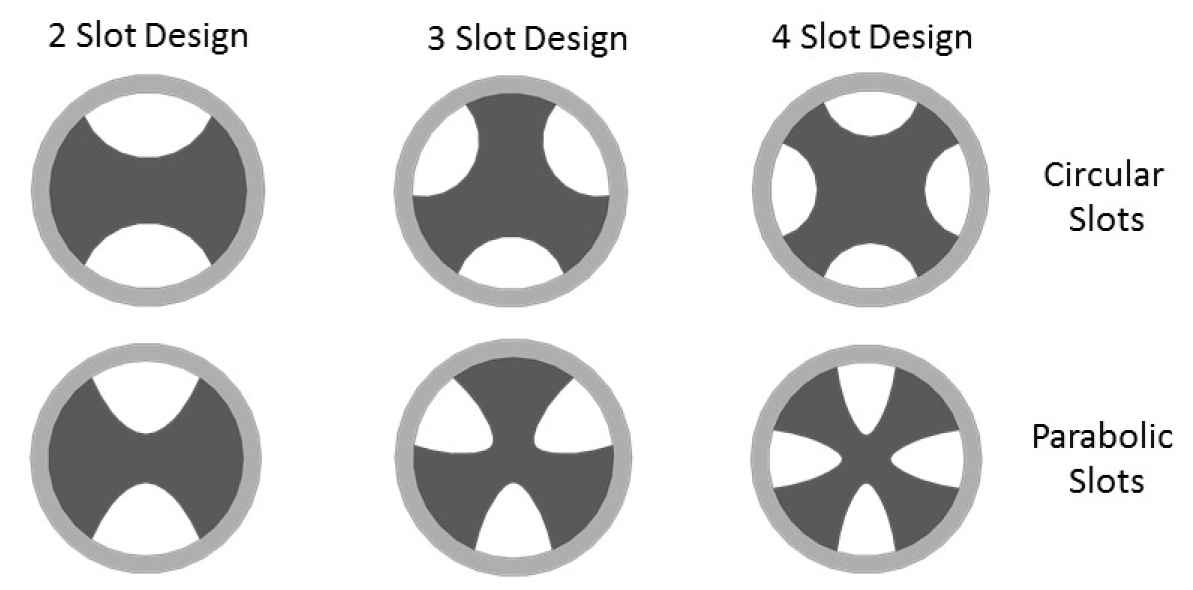 2 Slot Design
3 Slot Design
4 Slot Design
Circular
Slots
Parabolic
Slots